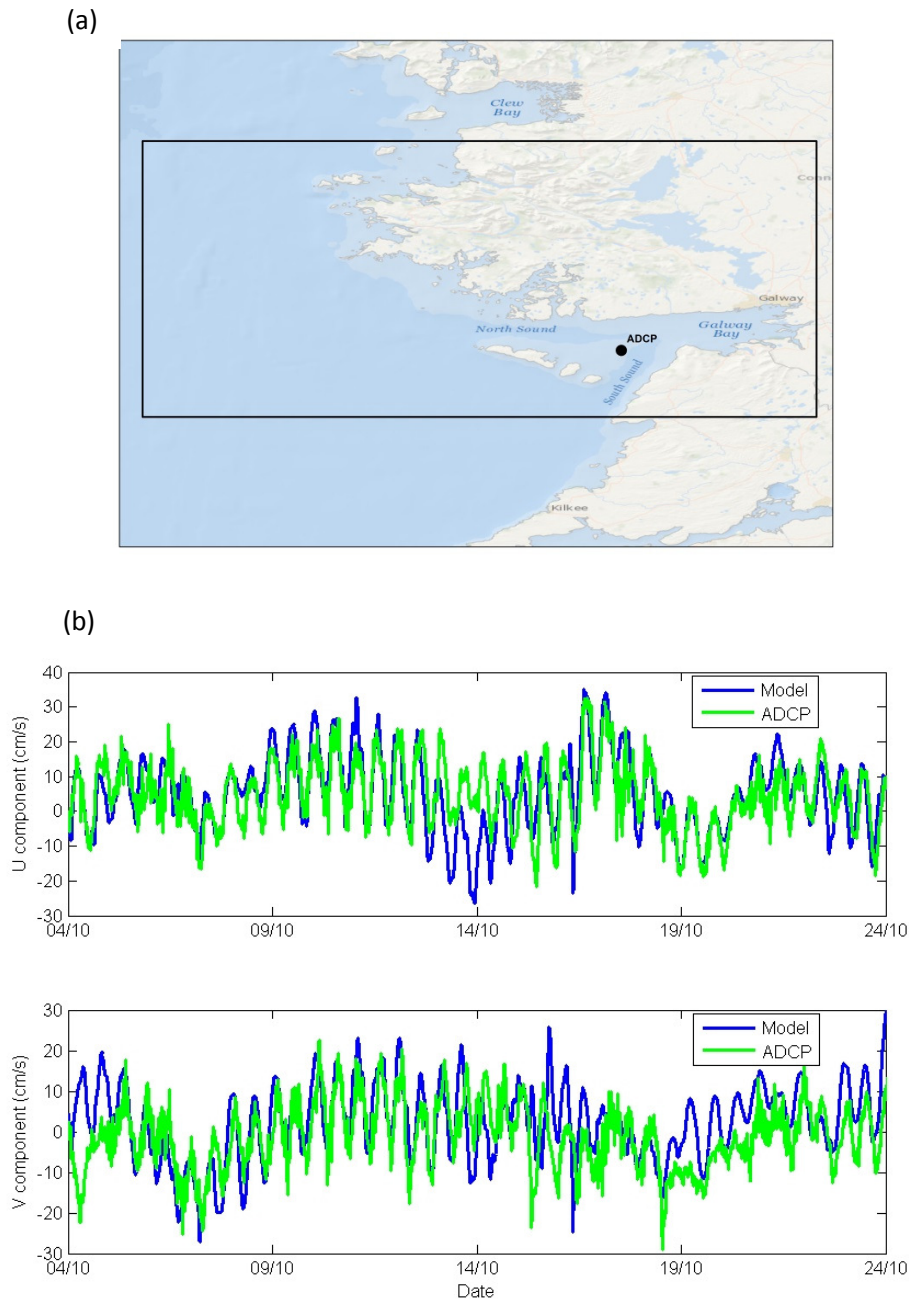 (a)
Clew
Bay
Conn
Galway
North Sound
Galway
Bay
ADCP
South Sound
Kilkee
(b)
40
30
20
10
0
-10
-20
-30
U component (cm/s)
Model
ADCP
04/10 09/10 14/10 19/10 24/10
30
20
10
0
-10
-20
-30
V component (cm/s)
Model
ADCP
04/10 09/10 14/10 19/10 24/10
Date